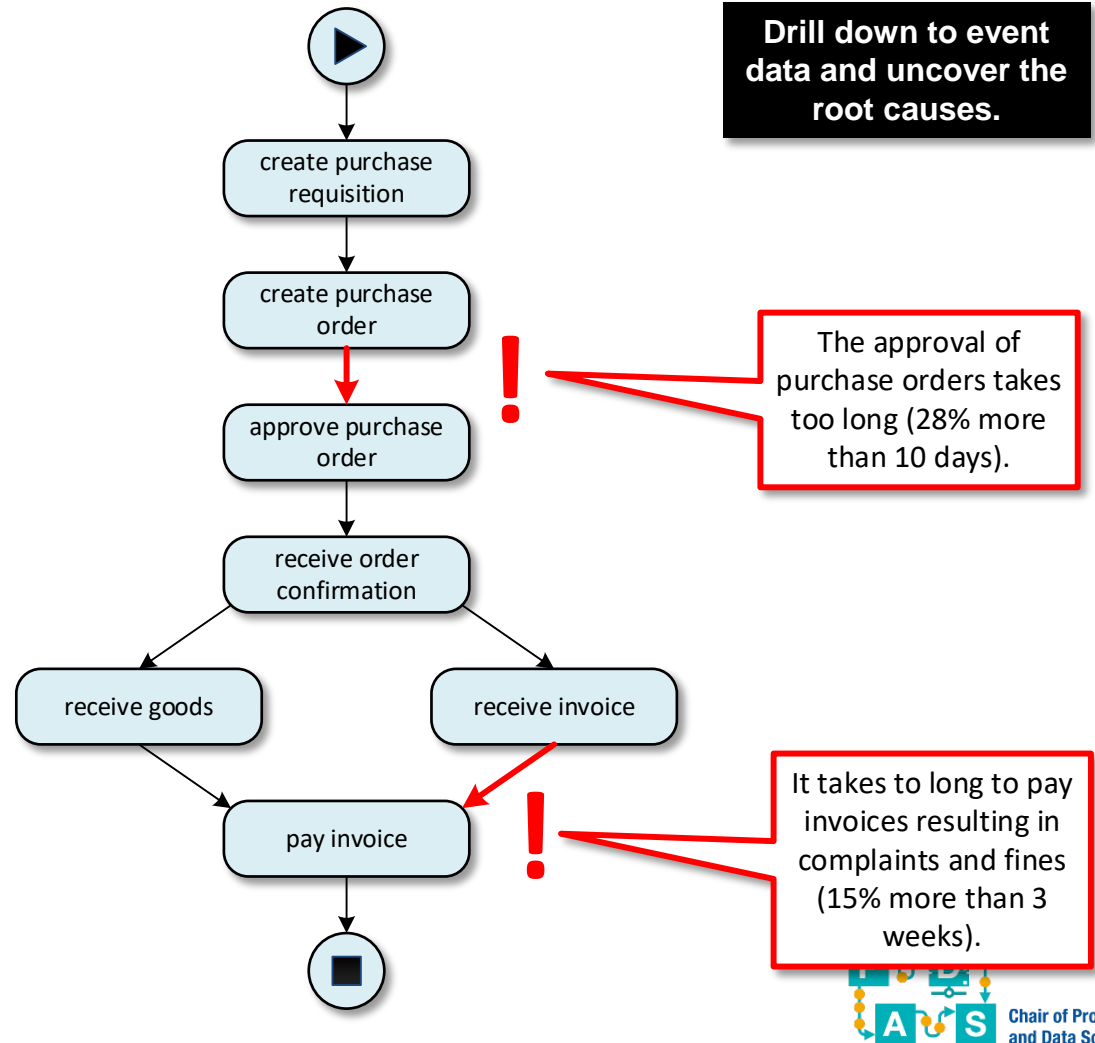 Drill down to event
data and uncover the
root causes.
create purchase
requisition
create purchase
order
!
The approval of
purchase orders takes
too long (28% more
than 10 days).
approve purchase
order
receive order
confirmation
receive goods
receive invoice
!
It takes to long to pay
invoices resulting in
complaints and fines
(15% more than 3
weeks).
pay invoice
A S
Chair of Pro
and Data Sc